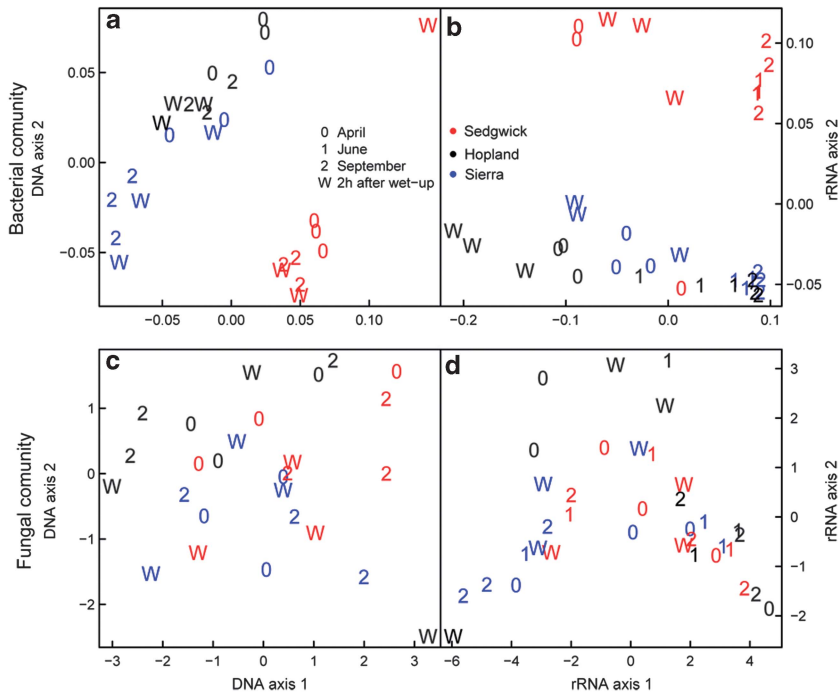 a
b
0.05
0.00
−0.05
0.10
0.05
0.00
−0.05
Bacterial comunity
DNA axis 2
rRNA axis 2
0 April
1 June
2 September
W 2h after wet-up
Sedgwick
Hopland
Sierra
−0.05
0.00
0.05
0.10
−0.2
−0.1
0.0
0.1
c
d
1
0
−1
−2
3
2
1
0
−1
−2
Fungal comunity
DNA axis 2
rRNA axis 2
−3
−2
−1
0
1
2
3
−6
−4
−2
0
2
4
DNA axis 1
rRNA axis 1